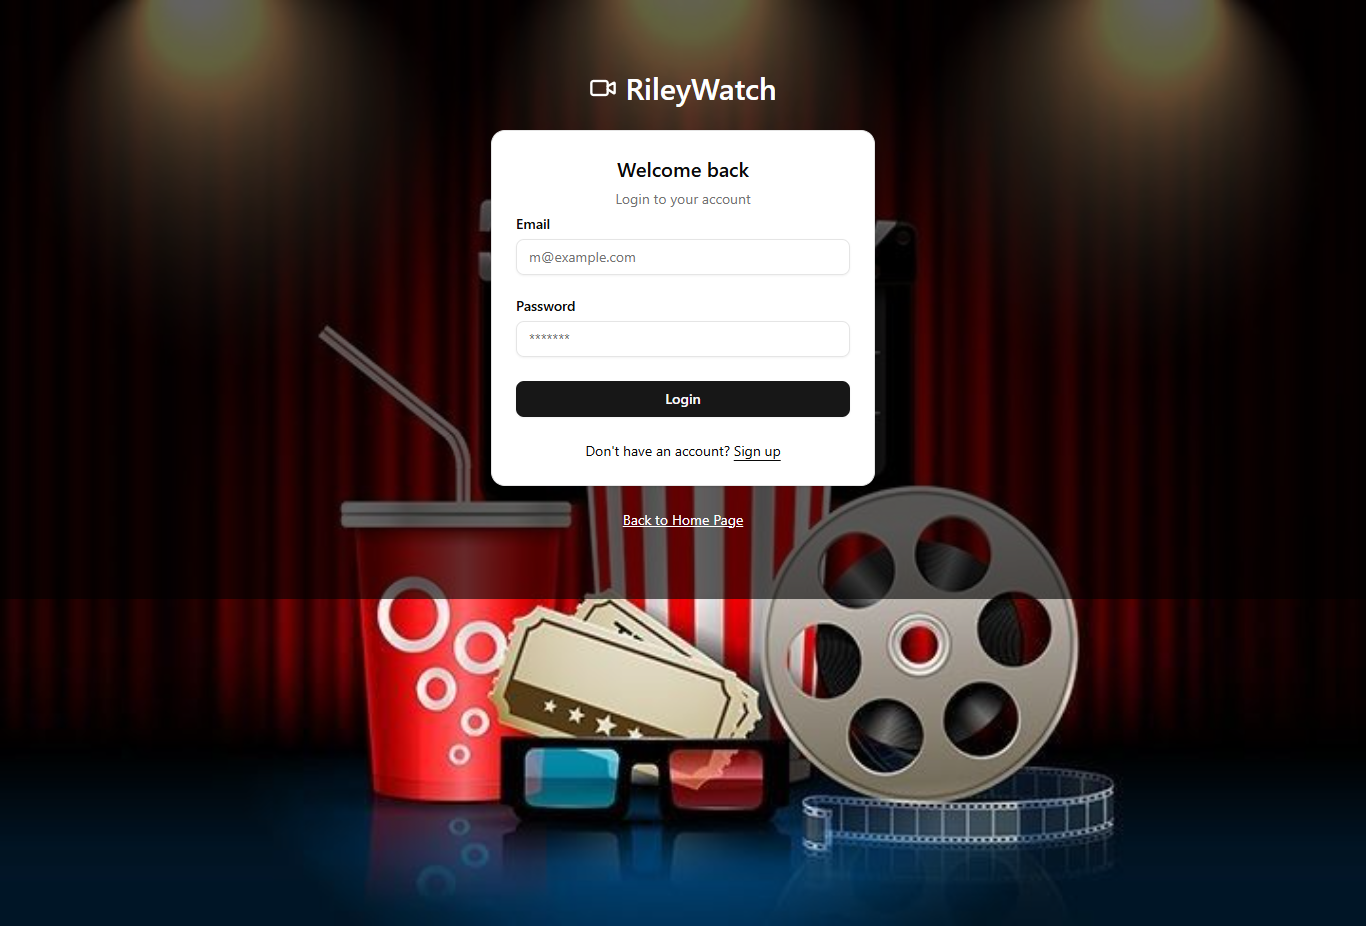 RileyWatch
Welcome back
Login to your account
Email
m@example.com
Password
*******
Login
Don't have an account? Sign up
Back to Home Page